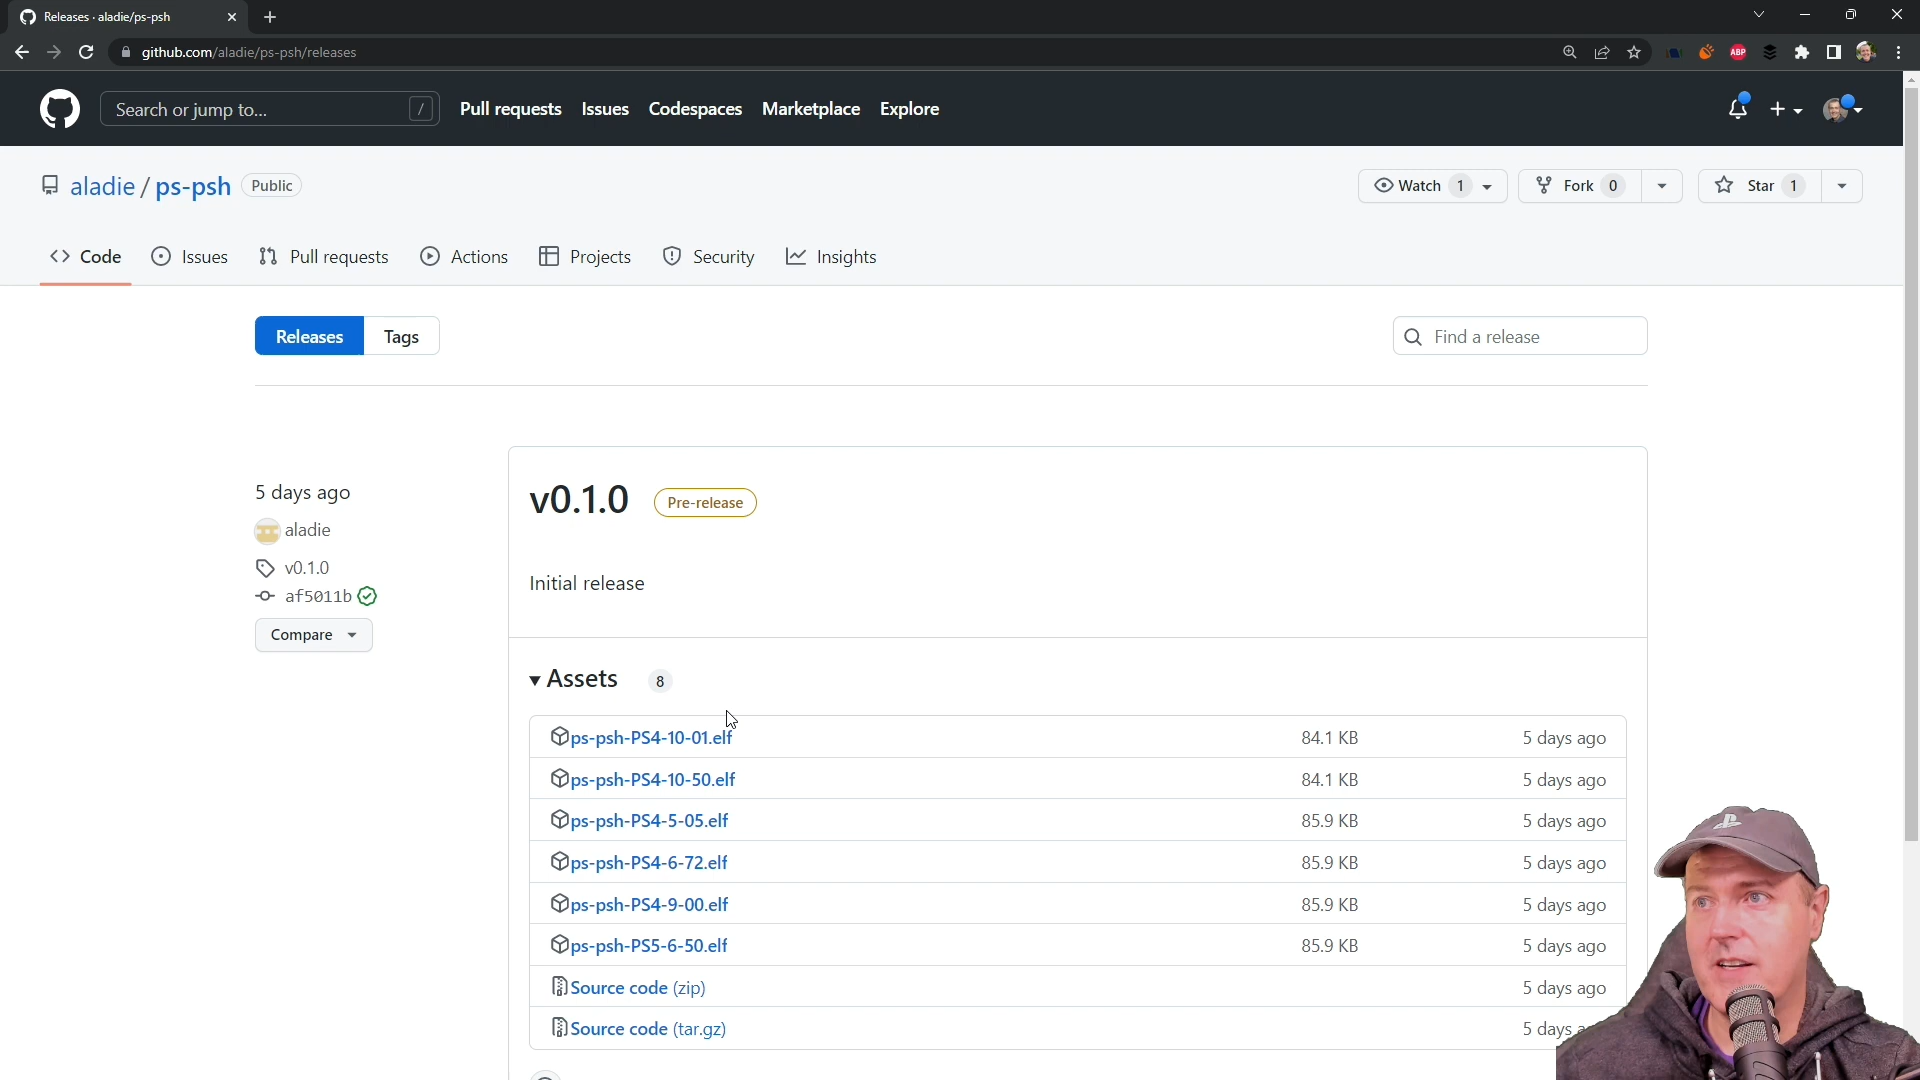 Releases · aladie/ps-psh
github.com/aladie/ps-psh/releases
ABP
Search or jump to... /
Pull requests Issues Codespaces Marketplace Explore
aladie / ps-psh Public
Watch 1 Fork 0 Star 1
Code Issues Pull requests Actions Projects Security Insights
Releases Tags
Find a release
5 days ago
aladie
v0.1.0
af5011b
Compare
v0.1.0 Pre-release
Initial release
Assets 8
ps-psh-PS4-10-01.elf 84.1 KB 5 days ago
ps-psh-PS4-10-50.elf 84.1 KB 5 days ago
ps-psh-PS4-5-05.elf 85.9 KB 5 days ago
ps-psh-PS4-6-72.elf 85.9 KB 5 days ago
ps-psh-PS4-9-00.elf 85.9 KB 5 days ago
ps-psh-PS5-6-50.elf 85.9 KB 5 days ago
Source code (zip) 5 days ago
Source code (tar.gz) 5 days